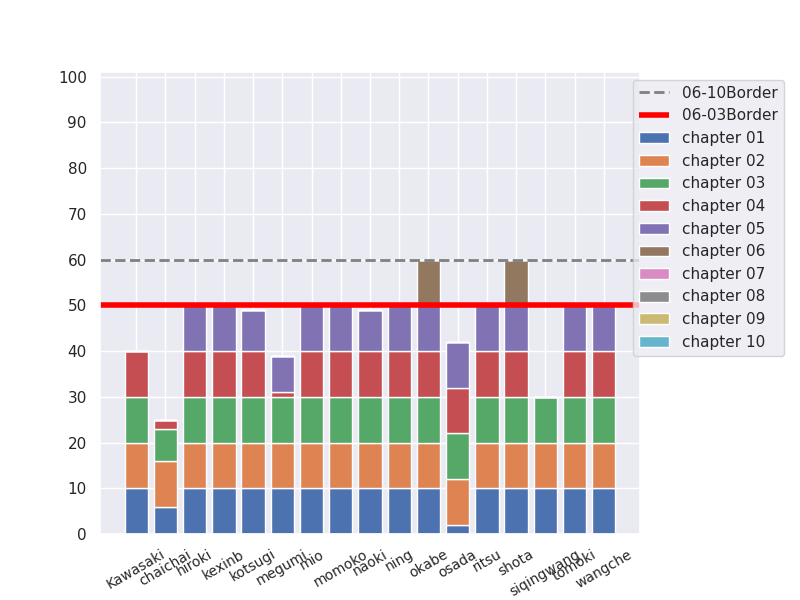 100
90
80
70
60
50
40
30
20
10
0
Kawasaki
chaichai
hiroki
kexinb
kotsugi
megumi
mio
momoko
naoki
ning
okabe
osada
ritsu
shota
siqingwang
tomoki
wangche
06-10Border
06-03Border
chapter 01
chapter 02
chapter 03
chapter 04
chapter 05
chapter 06
chapter 07
chapter 08
chapter 09
chapter 10